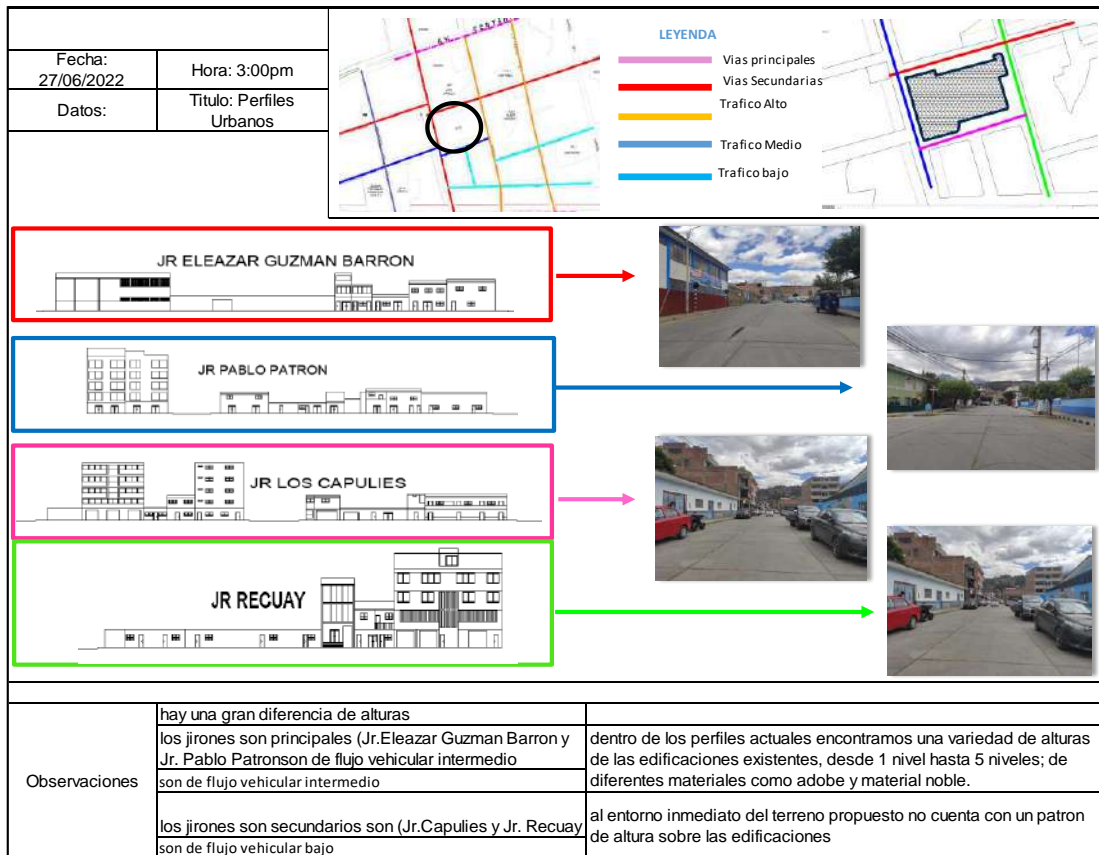 Fecha:
27/06/2022
Hora: 3:00pm
Datos:
Titulo: Perfiles
Urbanos
LEYENDA
Vias principales
Vias Secundarias
Trafico Alto
Trafico Medio
Trafico bajo
JR ELEAZAR GUZMAN BARRON
JR PABLO PATRON
JR LOS CAPULIES
JR RECUAY
Observaciones
hay una gran diferencia de alturas
los jirones son principales (Jr.Eleazar Guzman Barron y
Jr. Pablo Patronson de flujo vehicular intermedio
son de flujo vehicular intermedio
los jirones son secundarios son (Jr.Capulies y Jr. Recuay
son de flujo vehicular bajo
dentro de los perfiles actuales encontramos una variedad de alturas
de las edificaciones existentes, desde 1 nivel hasta 5 niveles; de
diferentes materiales como adobe y material noble.
al entorno inmediato del terreno propuesto no cuenta con un patron
de altura sobre las edificaciones